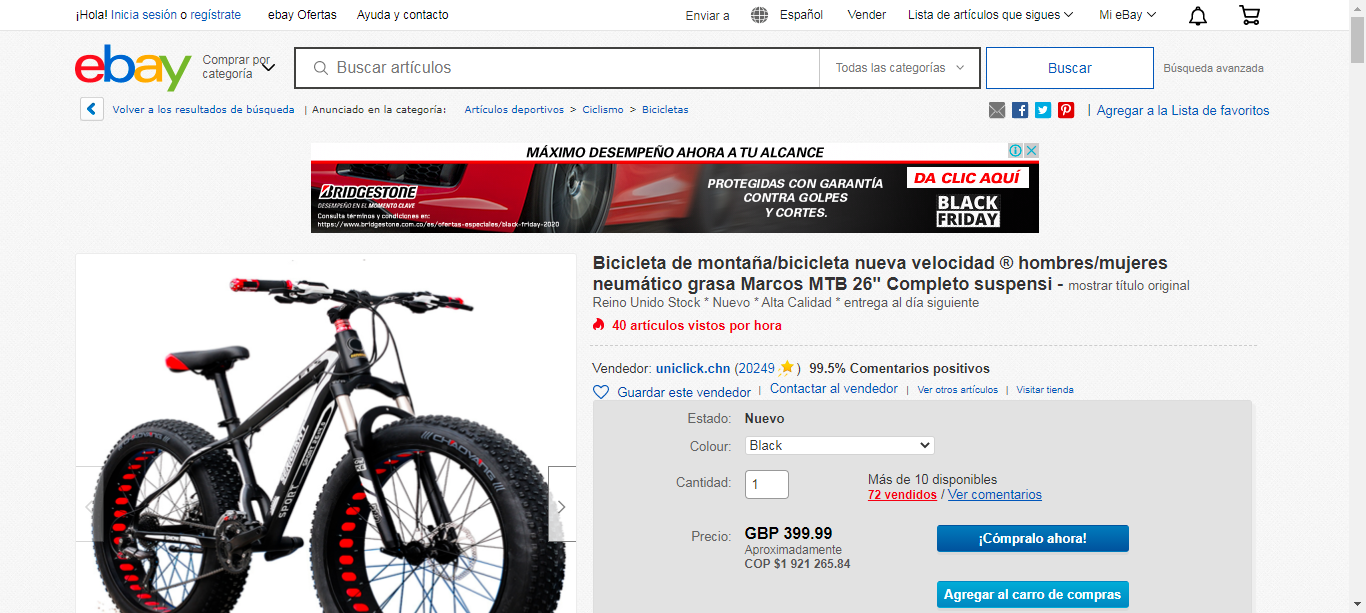 ¡Hola! Inicia sesión o regístrate ebay Ofertas Ayuda y contacto Enviar a Español Vender Lista de artículos que sigues Mi eBay
ebay Comprar por categoría Buscar artículos Todas las categorías Buscar Búsqueda avanzada
Volver a los resultados de búsqueda | Anunciado en la categoría: Artículos deportivos > Ciclismo > Bicicletas | Agregar a la Lista de favoritos
MÁXIMO DESEMPEÑO AHORA A TU ALCANCE
BRIDGESTONE
DESEMPEÑO EN EL MOMENTO CLAVE
Consulta términos y condiciones en:
https://www.bridgestone.com.co/es/ofertas-especiales/black-friday-2020
PROTEGIDAS CON GARANTÍA
CONTRA GOLPES
Y CORTES.
DA CLIC AQUÍ
BLACK
FRIDAY
Bicicleta de montaña/bicicleta nueva velocidad ® hombres/mujeres
neumático grasa Marcos MTB 26" Completo suspensi - mostrar título original
Reino Unido Stock * Nuevo * Alta Calidad * entrega al día siguiente
40 artículos vistos por hora
Vendedor: uniclick.chn (20249 ) 99.5% Comentarios positivos
Guardar este vendedor | Contactar al vendedor | Ver otros artículos | Visitar tienda
Estado: Nuevo
Colour: Black
Cantidad: 1 Más de 10 disponibles
72 vendidos / Ver comentarios
Precio: GBP 399.99 ¡Cómpralo ahora!
Aproximadamente
COP $1 921 265.84
Agregar al carro de compras
CHAOYANG
SPORT